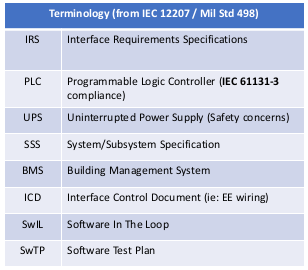 Terminology (from IEC 12207 / Mil Std 498)
IRS Interface Requirements Specifications
PLC Programmable Logic Controller (IEC 61131-3
compliance)
UPS Uninterrupted Power Supply (Safety concerns)
SSS System/Subsystem Specification
BMS Building Management System
ICD Interface Control Document (ie: EE wiring)
SwIL Software In The Loop
SwTP Software Test Plan